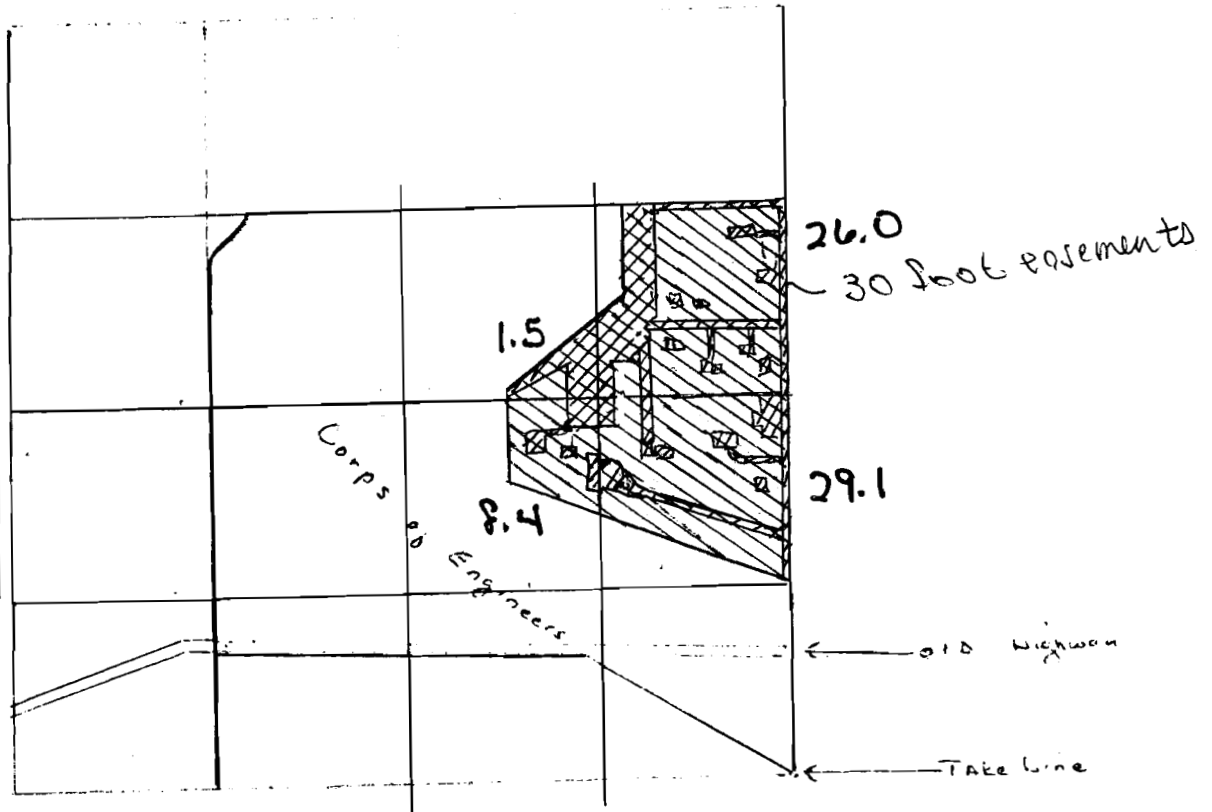 26.0
30 foot easements
1.5
Corps of Engineers
8.4
29.1
old Highway
Take Line